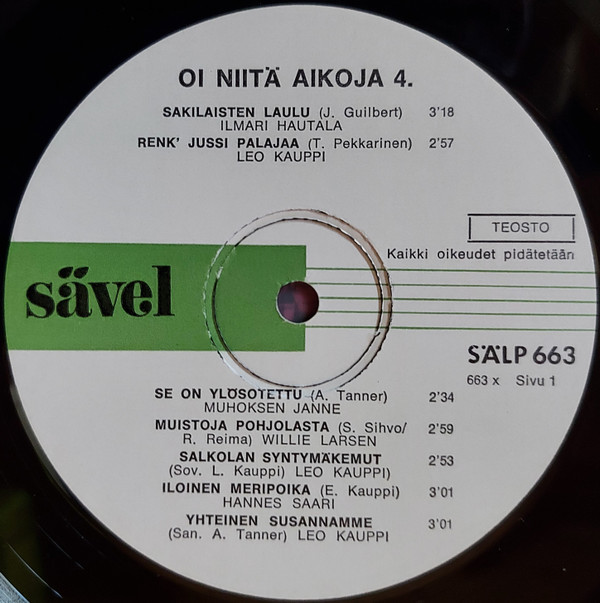 OI NIITÄ AIKOJA 4.
SAKILAISTEN LAULU (J. Guilbert) 3'18
ILMARI HAUTALA
RENK' JUSSI PALAJAA (T. Pekkarinen) 2'57
LEO KAUPPI
TEOSTO
Kaikki oikeudet pidätetään
sävel
SÄLP 663
663 x Sivu 1
SE ON YLÖSOTETTU (A. Tanner) 2'34
MUHOKSEN JANNE
MUISTOJA POHJOLASTA (S. Sihvo/ 2'59
R. Reima) WILLIE LARSEN
SALKOLAN SYNTYMÄKEMUT 2'53
(Sov. L. Kauppi) LEO KAUPPI)
ILOINEN MERIPOIKA (E. Kauppi) 3'01
HANNES SAARI
YHTEINEN SUSANNAMME 3'01
(San. A. Tanner) LEO KAUPPI